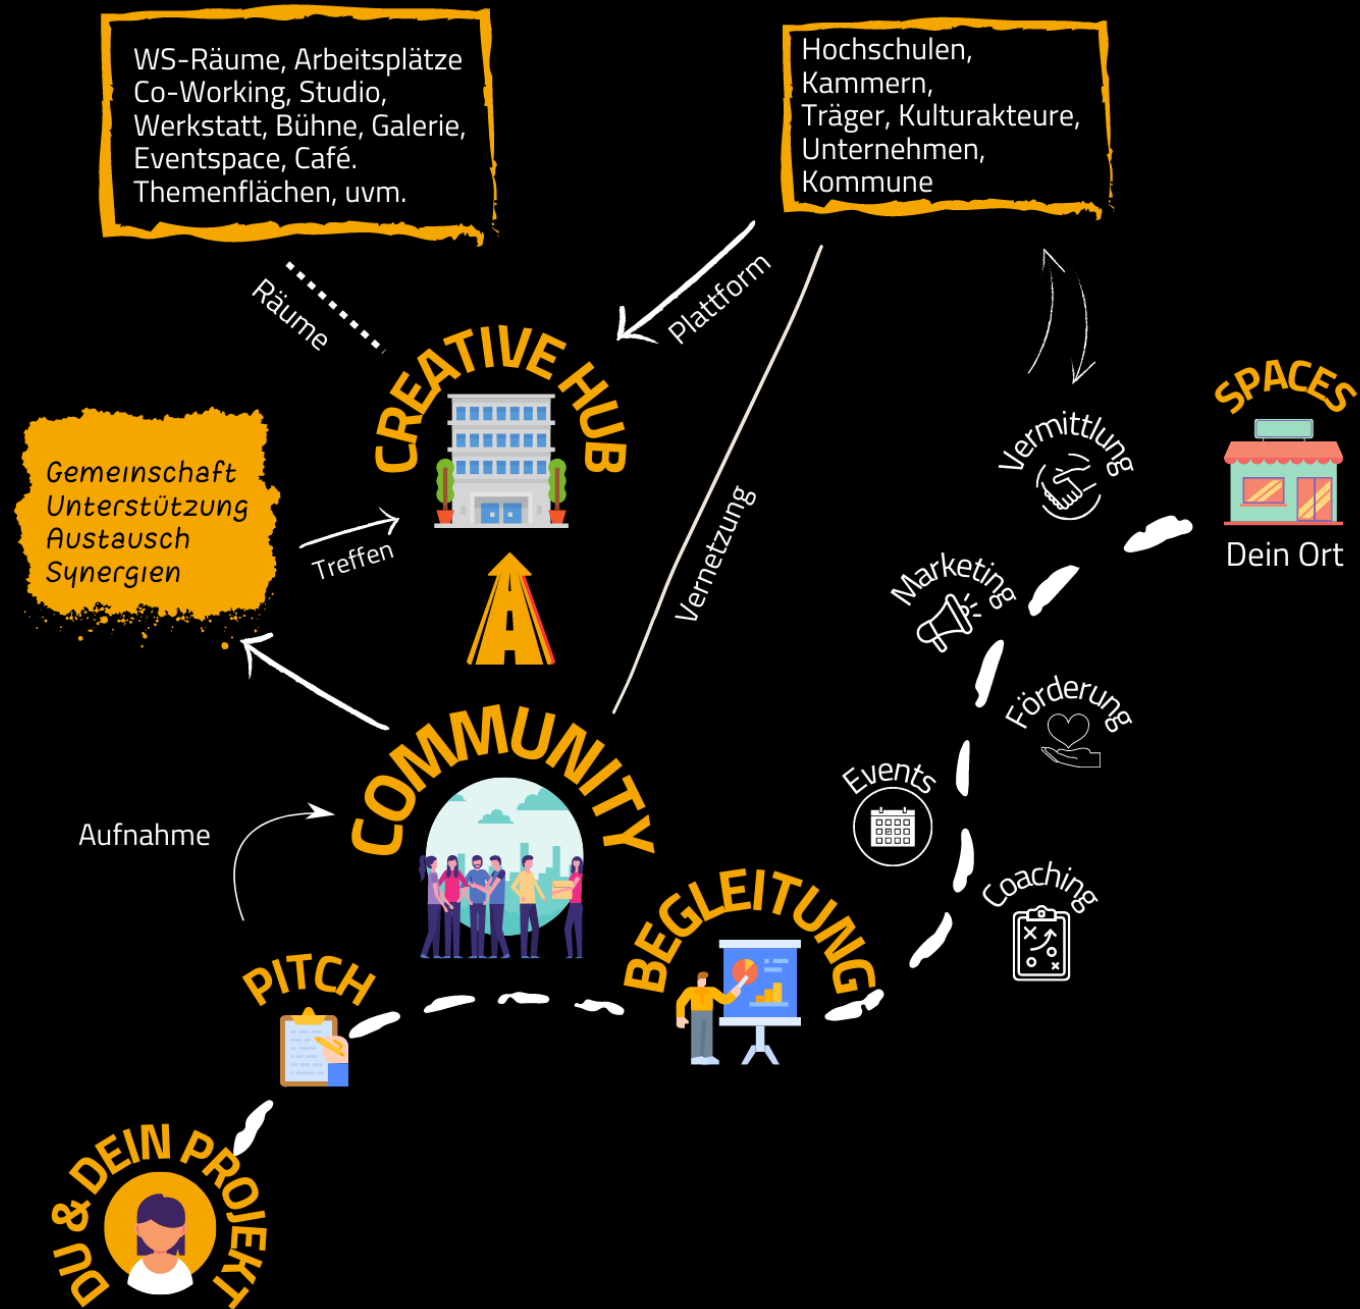 WS-Räume, Arbeitsplätze
Co-Working, Studio,
Werkstatt, Bühne, Galerie,
Eventspace, Café.
Themenflächen, uvm.
Hochschulen,
Kammern,
Träger, Kulturakteure,
Unternehmen,
Kommune
Räume
Plattform
CREATIVE HUB
SPACES
Dein Ort
Vermittlung
Gemeinschaft
Unterstützung
Austausch
Synergien
Treffen
Vernetzung
Marketing
Förderung
COMMUNITY
Events
Aufnahme
Coaching
BEGLEITUNG
PITCH
DU & DEIN PROJEKT